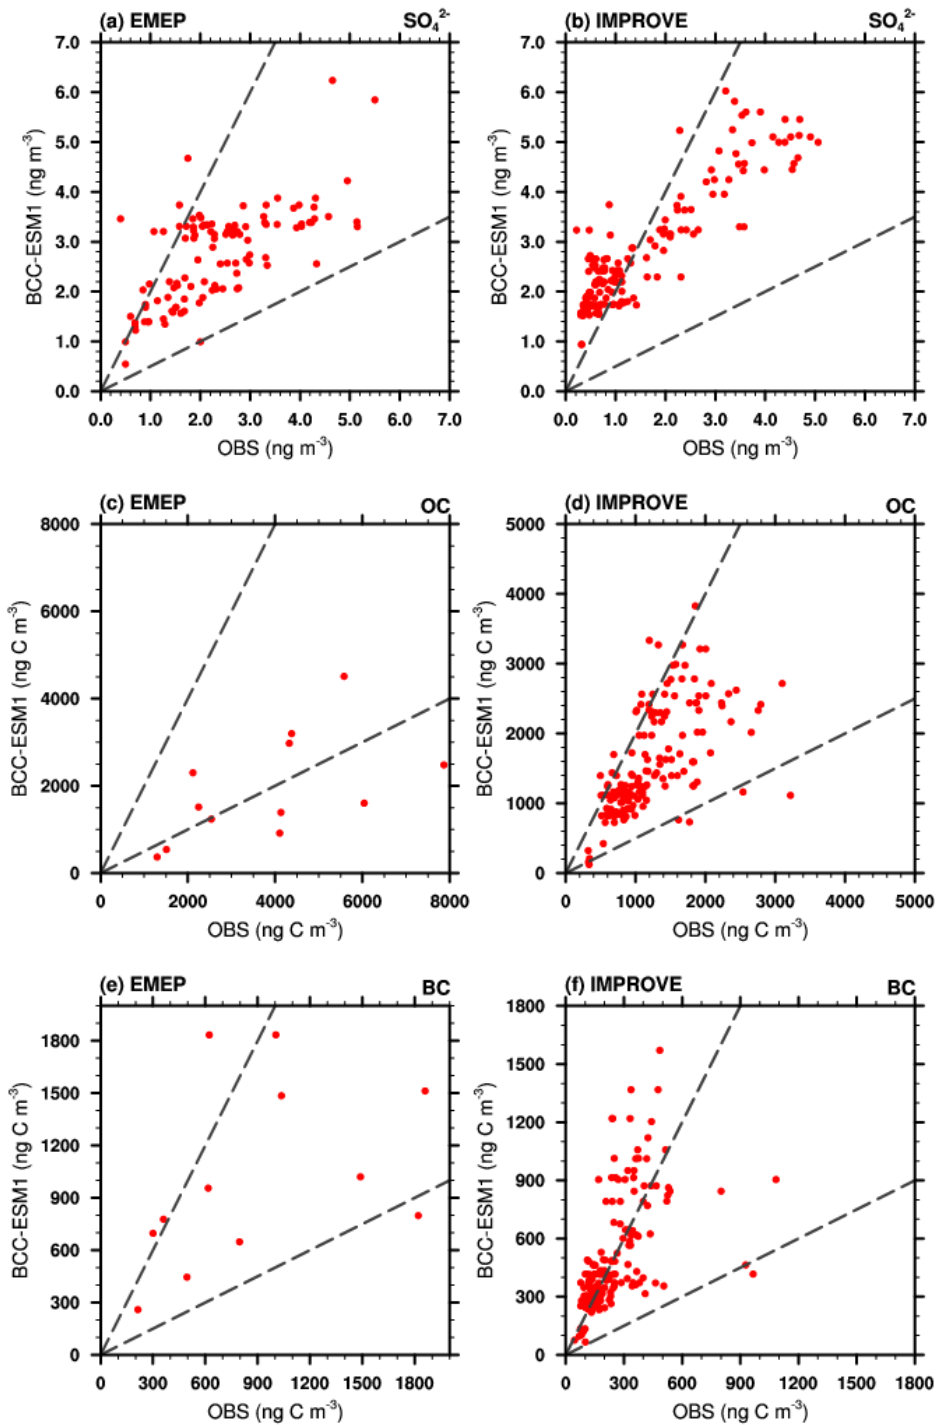 (a) EMEP SO₄²⁻ (b) IMPROVE SO₄²⁻
7.0 7.0
6.0 6.0
5.0 5.0
4.0 4.0
3.0 3.0
2.0 2.0
1.0 1.0
0.0 0.0
BCC-ESM1 (ng m⁻³) BCC-ESM1 (ng m⁻³)
0.0 1.0 2.0 3.0 4.0 5.0 6.0 7.0 0.0 1.0 2.0 3.0 4.0 5.0 6.0 7.0
OBS (ng m⁻³) OBS (ng m⁻³)
(c) EMEP OC (d) IMPROVE OC
8000 5000
6000 4000
4000 3000
2000 2000
0 1000
0
BCC-ESM1 (ng C m⁻³) BCC-ESM1 (ng C m⁻³)
0 2000 4000 6000 8000 0 1000 2000 3000 4000 5000
OBS (ng C m⁻³) OBS (ng C m⁻³)
(e) EMEP BC (f) IMPROVE BC
1800 1800
1500 1500
1200 1200
900 900
600 600
300 300
0 0
BCC-ESM1 (ng C m⁻³) BCC-ESM1 (ng C m⁻³)
0 300 600 900 1200 1500 1800 0 300 600 900 1200 1500 1800
OBS (ng C m⁻³) OBS (ng C m⁻³)